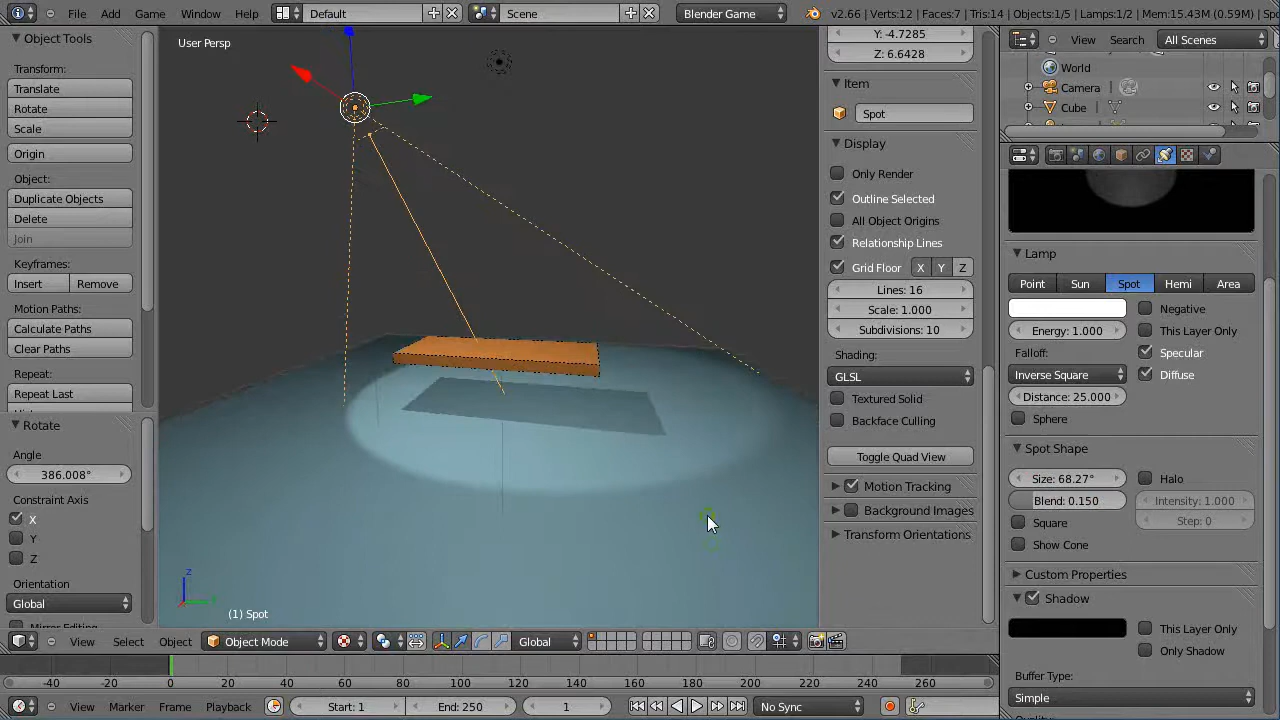 File Add Game Window Help Default Scene Blender Game v2.66 | Verts:12 | Faces:7 | Tris:14 | Objects:1/5 | Lamps:1/2 | Mem:15.43M (0.59M) | Sp
Object Tools
Transform:
Translate
Rotate
Scale
Origin
Object:
Duplicate Objects
Delete
Join
Keyframes:
Insert Remove
Motion Paths:
Calculate Paths
Clear Paths
Repeat:
Repeat Last
Rotate
Angle
386.008°
Constraint Axis
X
Y
Z
Orientation
Global
User Persp
z
(1) Spot
Y: -4.7285
Z: 6.6428
Item
Spot
Display
Only Render
Outline Selected
All Object Origins
Relationship Lines
Grid Floor X Y Z
Lines: 16
Scale: 1.000
Subdivisions: 10
Shading:
GLSL
Textured Solid
Backface Culling
Toggle Quad View
Motion Tracking
Background Images
Transform Orientations
View Search All Scenes
World
Camera
Cube
Lamp
Point Sun Spot Hemi Area
Negative
Energy: 1.000 This Layer Only
Falloff: Specular
Inverse Square Diffuse
Distance: 25.000
Sphere
Spot Shape
Size: 68.27° Halo
Blend: 0.150 Intensity: 1.000
Square Step: 0
Show Cone
Custom Properties
Shadow
This Layer Only
Only Shadow
Buffer Type:
Simple
View Select Object Object Mode Global
-40 -20 0 20 40 60 80 100 120 140 160 180 200 220 240 260
View Marker Frame Playback Start: 1 End: 250 1 No Sync